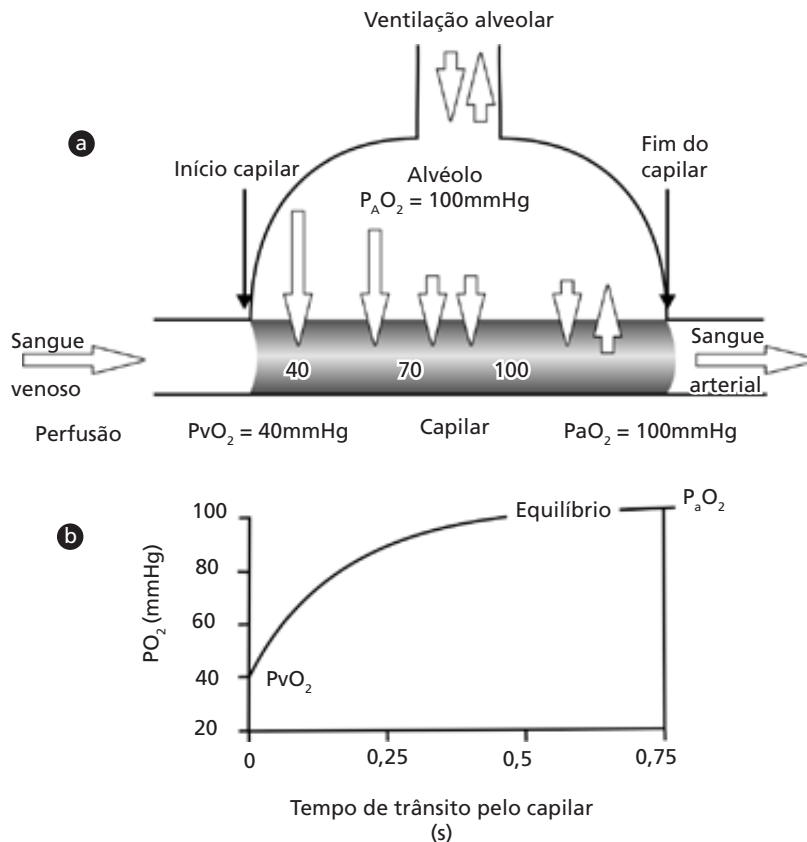 Ventilação alveolar
a
Início capilar
Alvéolo
PAO2 = 100mmHg
Fim do
capilar
Sangue
venoso
40
70
100
Sangue
arterial
Perfusão
PvO2 = 40mmHg
Capilar
PaO2 = 100mmHg
b
PO2 (mmHg)
100
80
60
40
20
PvO2
Equilíbrio
PaO2
0
0,25
0,5
0,75
Tempo de trânsito pelo capilar
(s)